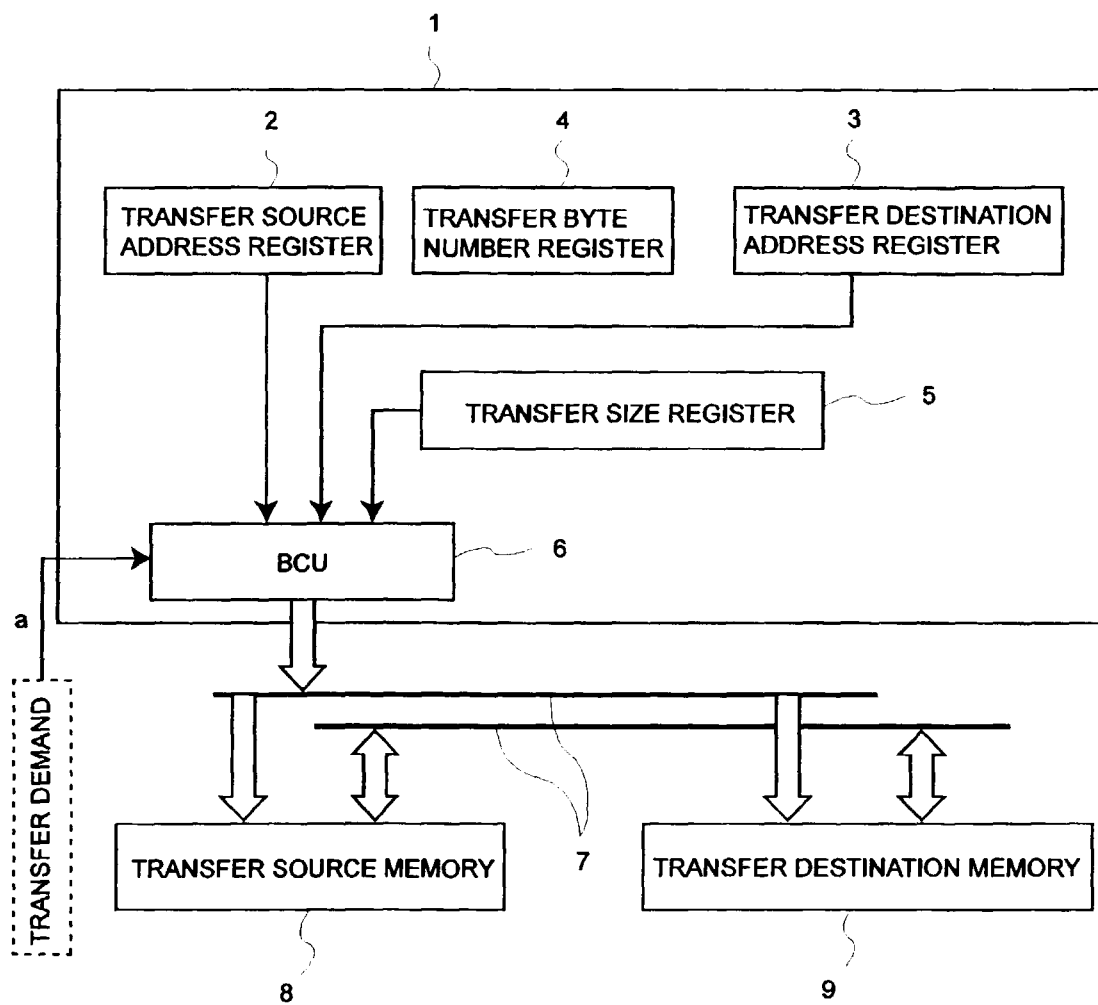 1
2
4
3
TRANSFER SOURCE
ADDRESS REGISTER
TRANSFER BYTE
NUMBER REGISTER
TRANSFER DESTINATION
ADDRESS REGISTER
TRANSFER SIZE REGISTER
5
BCU
6
a
TRANSFER DEMAND
7
TRANSFER SOURCE MEMORY
TRANSFER DESTINATION MEMORY
8
9